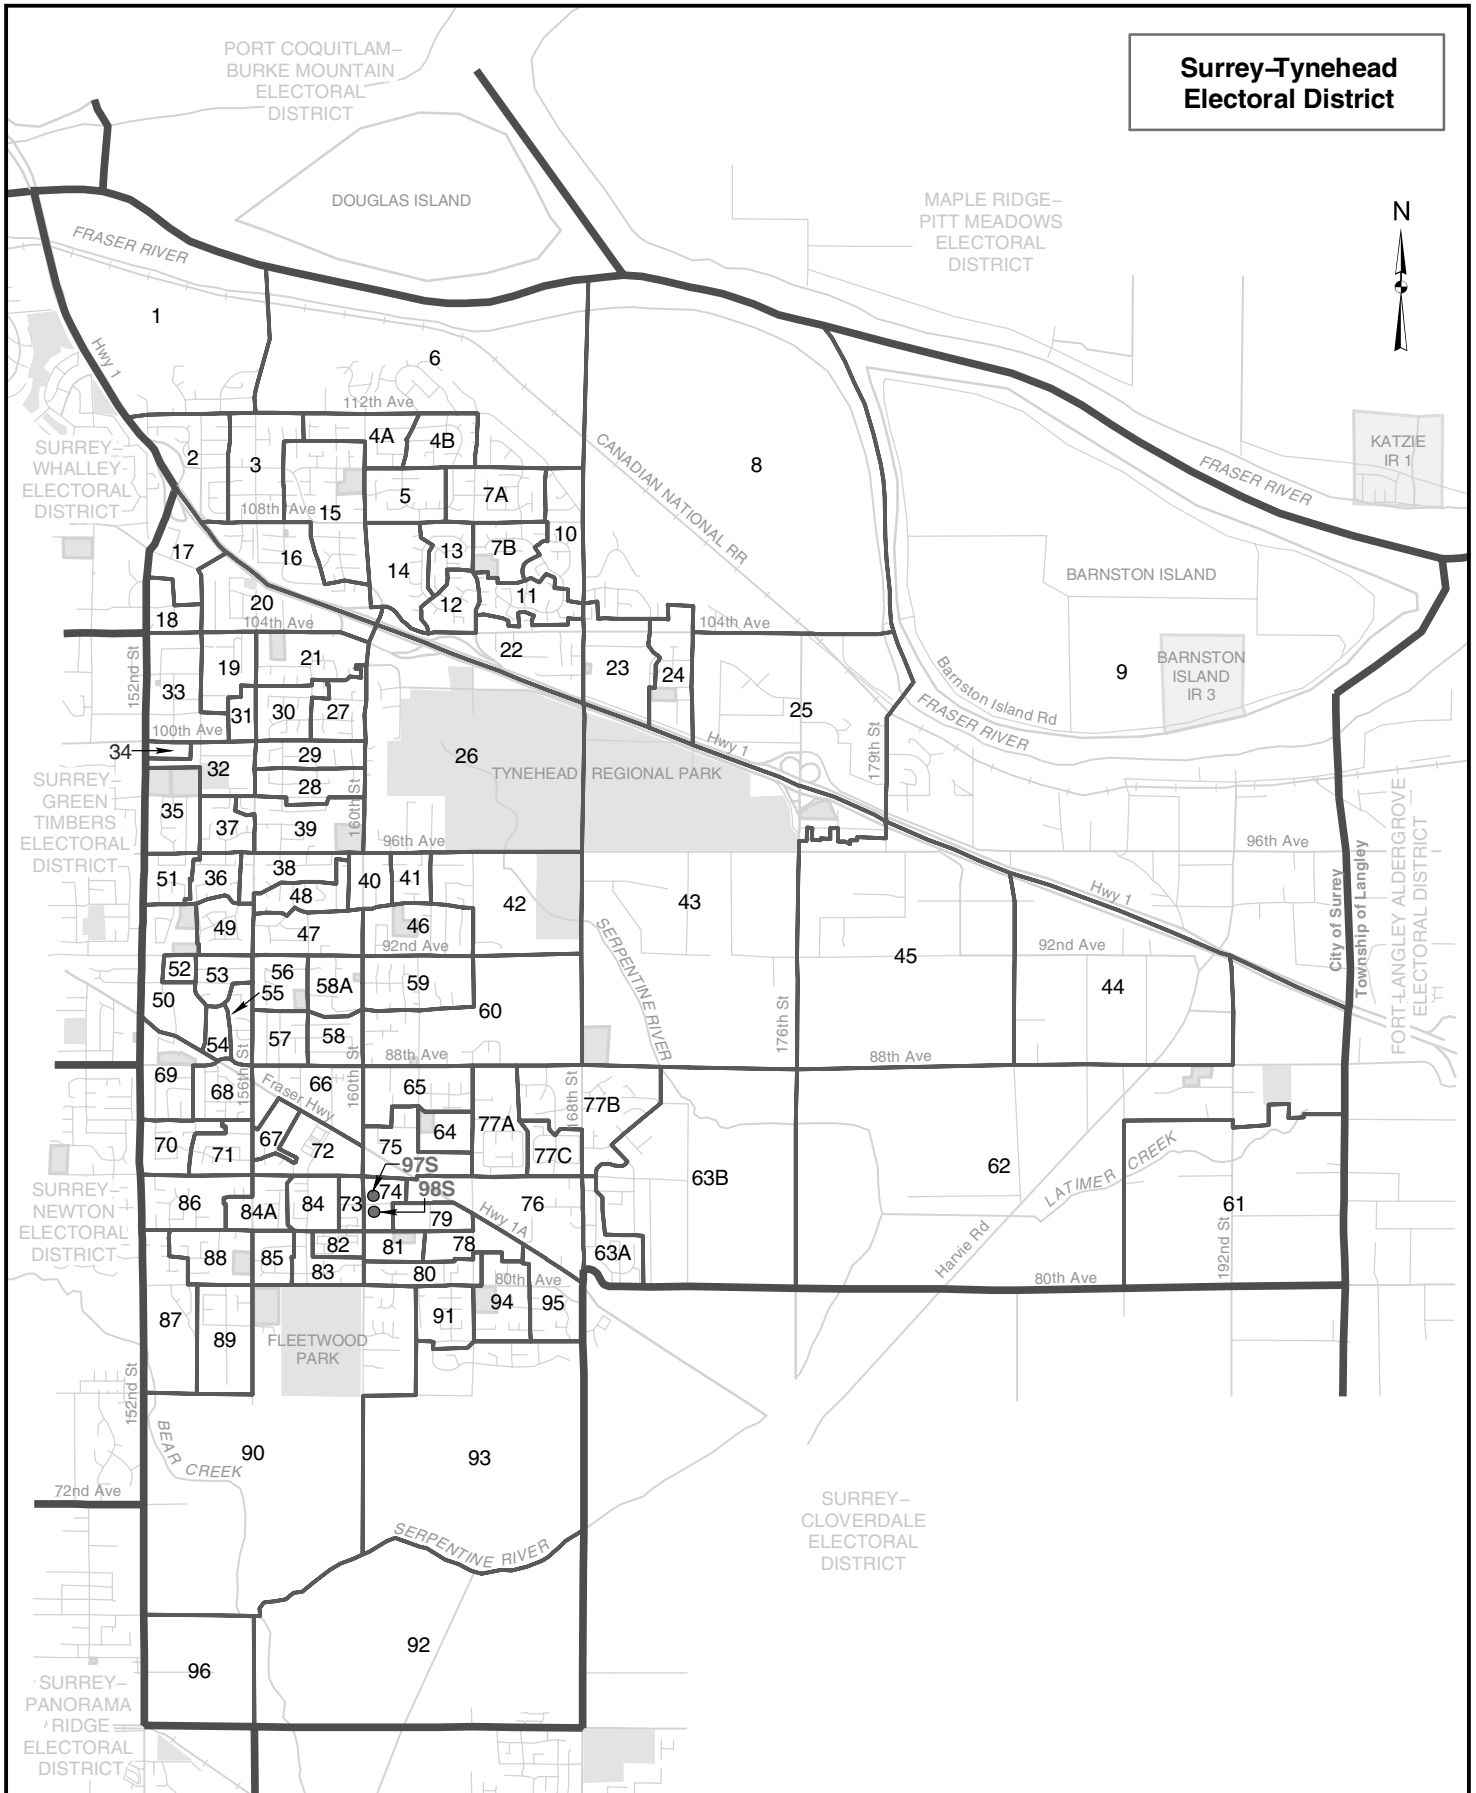 PORT COQUITLAM–
BURKE MOUNTAIN
ELECTORAL
DISTRICT
Surrey–Tynehead
Electoral District
DOUGLAS ISLAND
MAPLE RIDGE–
PITT MEADOWS
ELECTORAL
DISTRICT
N
FRASER RIVER
1
Hwy 1
6
112th Ave
4A
4B
SURREY–
WHALLEY
ELECTORAL
DISTRICT
2
3
5
7A
8
CANADIAN NATIONAL RR
FRASER RIVER
KATZIE
IR 1
108th Ave
15
10
17
16
14
13
7B
BARNSTON ISLAND
20
12
11
18
104th Ave
104th Ave
152nd St
19
21
22
23
24
9
BARNSTON
ISLAND
IR 3
33
31
30
27
25
Barnston Island Rd
FRASER RIVER
100th Ave
34
29
26
TYNEHEAD REGIONAL PARK
Hwy 1
179th St
32
28
SURREY–
GREEN
TIMBERS
ELECTORAL
DISTRICT
35
37
39
160th St
96th Ave
96th Ave
51
36
38
40
41
48
42
43
Hwy 1
City of Surrey
Township of Langley
FORT-LANGLEY ALDERGROVE
ELECTORAL DISTRICT
49
47
46
92nd Ave
SERPENTINE RIVER
45
92nd Ave
52
53
56
58A
59
44
50
55
60
176th St
54
57
58
88th Ave
88th Ave
69
68
156th St
66
160th St
65
168th St
77B
Fraser Hwy
67
64
77A
70
71
72
75
77C
97S
63B
62
LATIMER CREEK
SURREY–
NEWTON
ELECTORAL
DISTRICT
86
84A
84
73
74
98S
79
Hwy 1A
76
61
192nd St
88
85
82
81
78
63A
Harvie Rd
83
80
80th Ave
80th Ave
87
89
FLEETWOOD
PARK
91
94
95
152nd St
BEAR
CREEK
90
93
72nd Ave
SERPENTINE RIVER
SURREY–
CLOVERDALE
ELECTORAL
DISTRICT
92
96
SURREY–
PANORAMA
RIDGE
ELECTORAL
DISTRICT